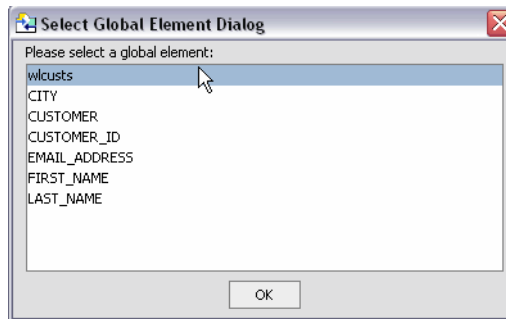 Select Global Element Dialog
Please select a global element:
wlcusts
CITY
CUSTOMER
CUSTOMER_ID
EMAIL_ADDRESS
FIRST_NAME
LAST_NAME
OK